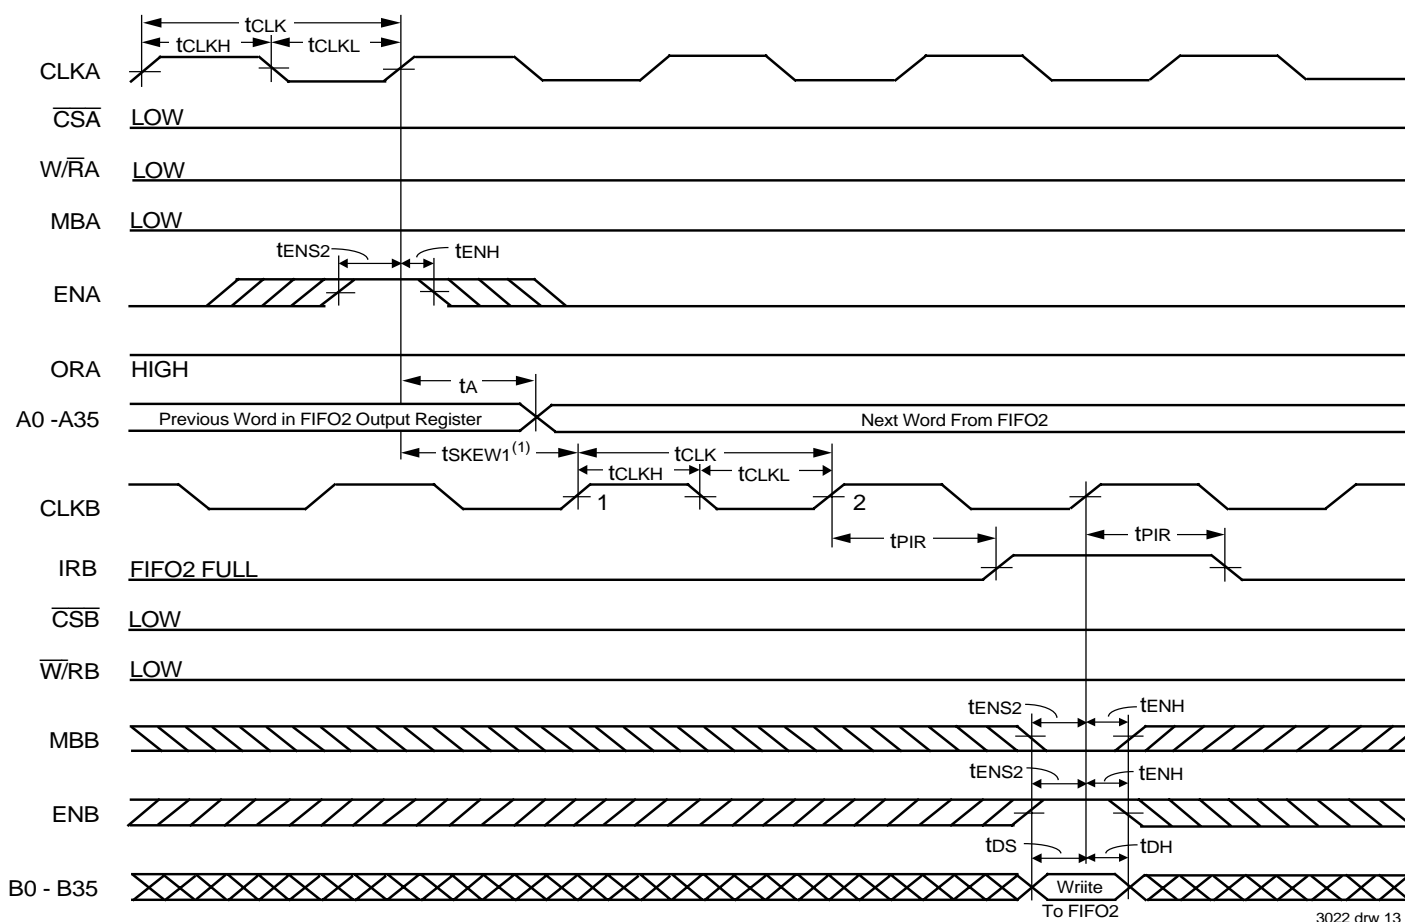 tCLK
tCLKH tCLKL
CLKA
CSA LOW
W/RA LOW
MBA LOW
tENS2 tENH
ENA
ORA HIGH
tA
A0 -A35 Previous Word in FIFO2 Output Register Next Word From FIFO2
tSKEW1(1) tCLK
tCLKH tCLKL
CLKB 1 2
tPIR tPIR
IRB FIFO2 FULL
CSB LOW
W/RB LOW
tENS2 tENH
MBB
tENS2 tENH
ENB
tDS tDH
B0 - B35 Wriite
To FIFO2
3022 drw 13